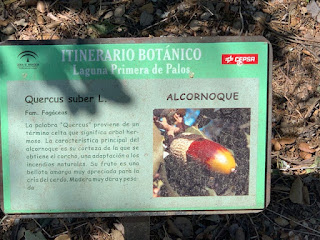 ITINERARIO BOTÁNICO
Laguna Primera de Palos
CEPSA
Quercus suber L.
Fam.: Fagáceae
ALCORNOQUE
La palabra "Quercus" proviene de un
término celta que significa arbol her-
moso. La característica principal del
alcornoque es su corteza de la que se
obtiene el corcho, una adaptación a los
incendios naturales. Su fruto es una
bellota amarga muy apreciada para la
cría del cerdo. Madera muy dura y pesa-
da.